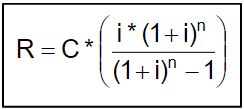 R = C * ( i * (1 + i)ⁿ / (1 + i)ⁿ − 1 )